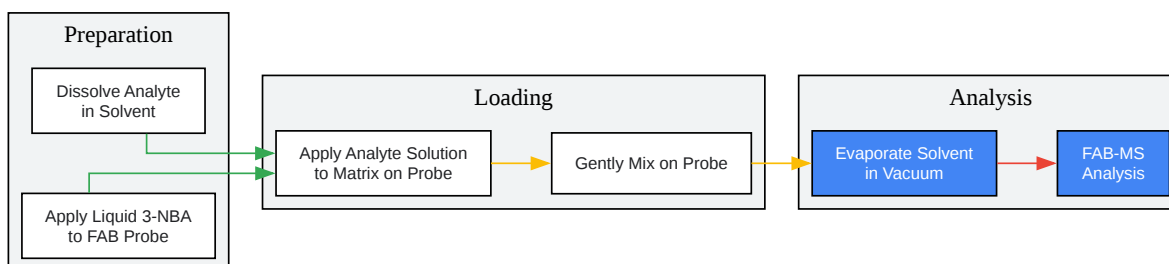 Preparation
Dissolve Analyte
in Solvent
Apply Liquid 3-NBA
to FAB Probe
Loading
Apply Analyte Solution
to Matrix on Probe
Gently Mix on Probe
Analysis
Evaporate Solvent
in Vacuum
FAB-MS
Analysis